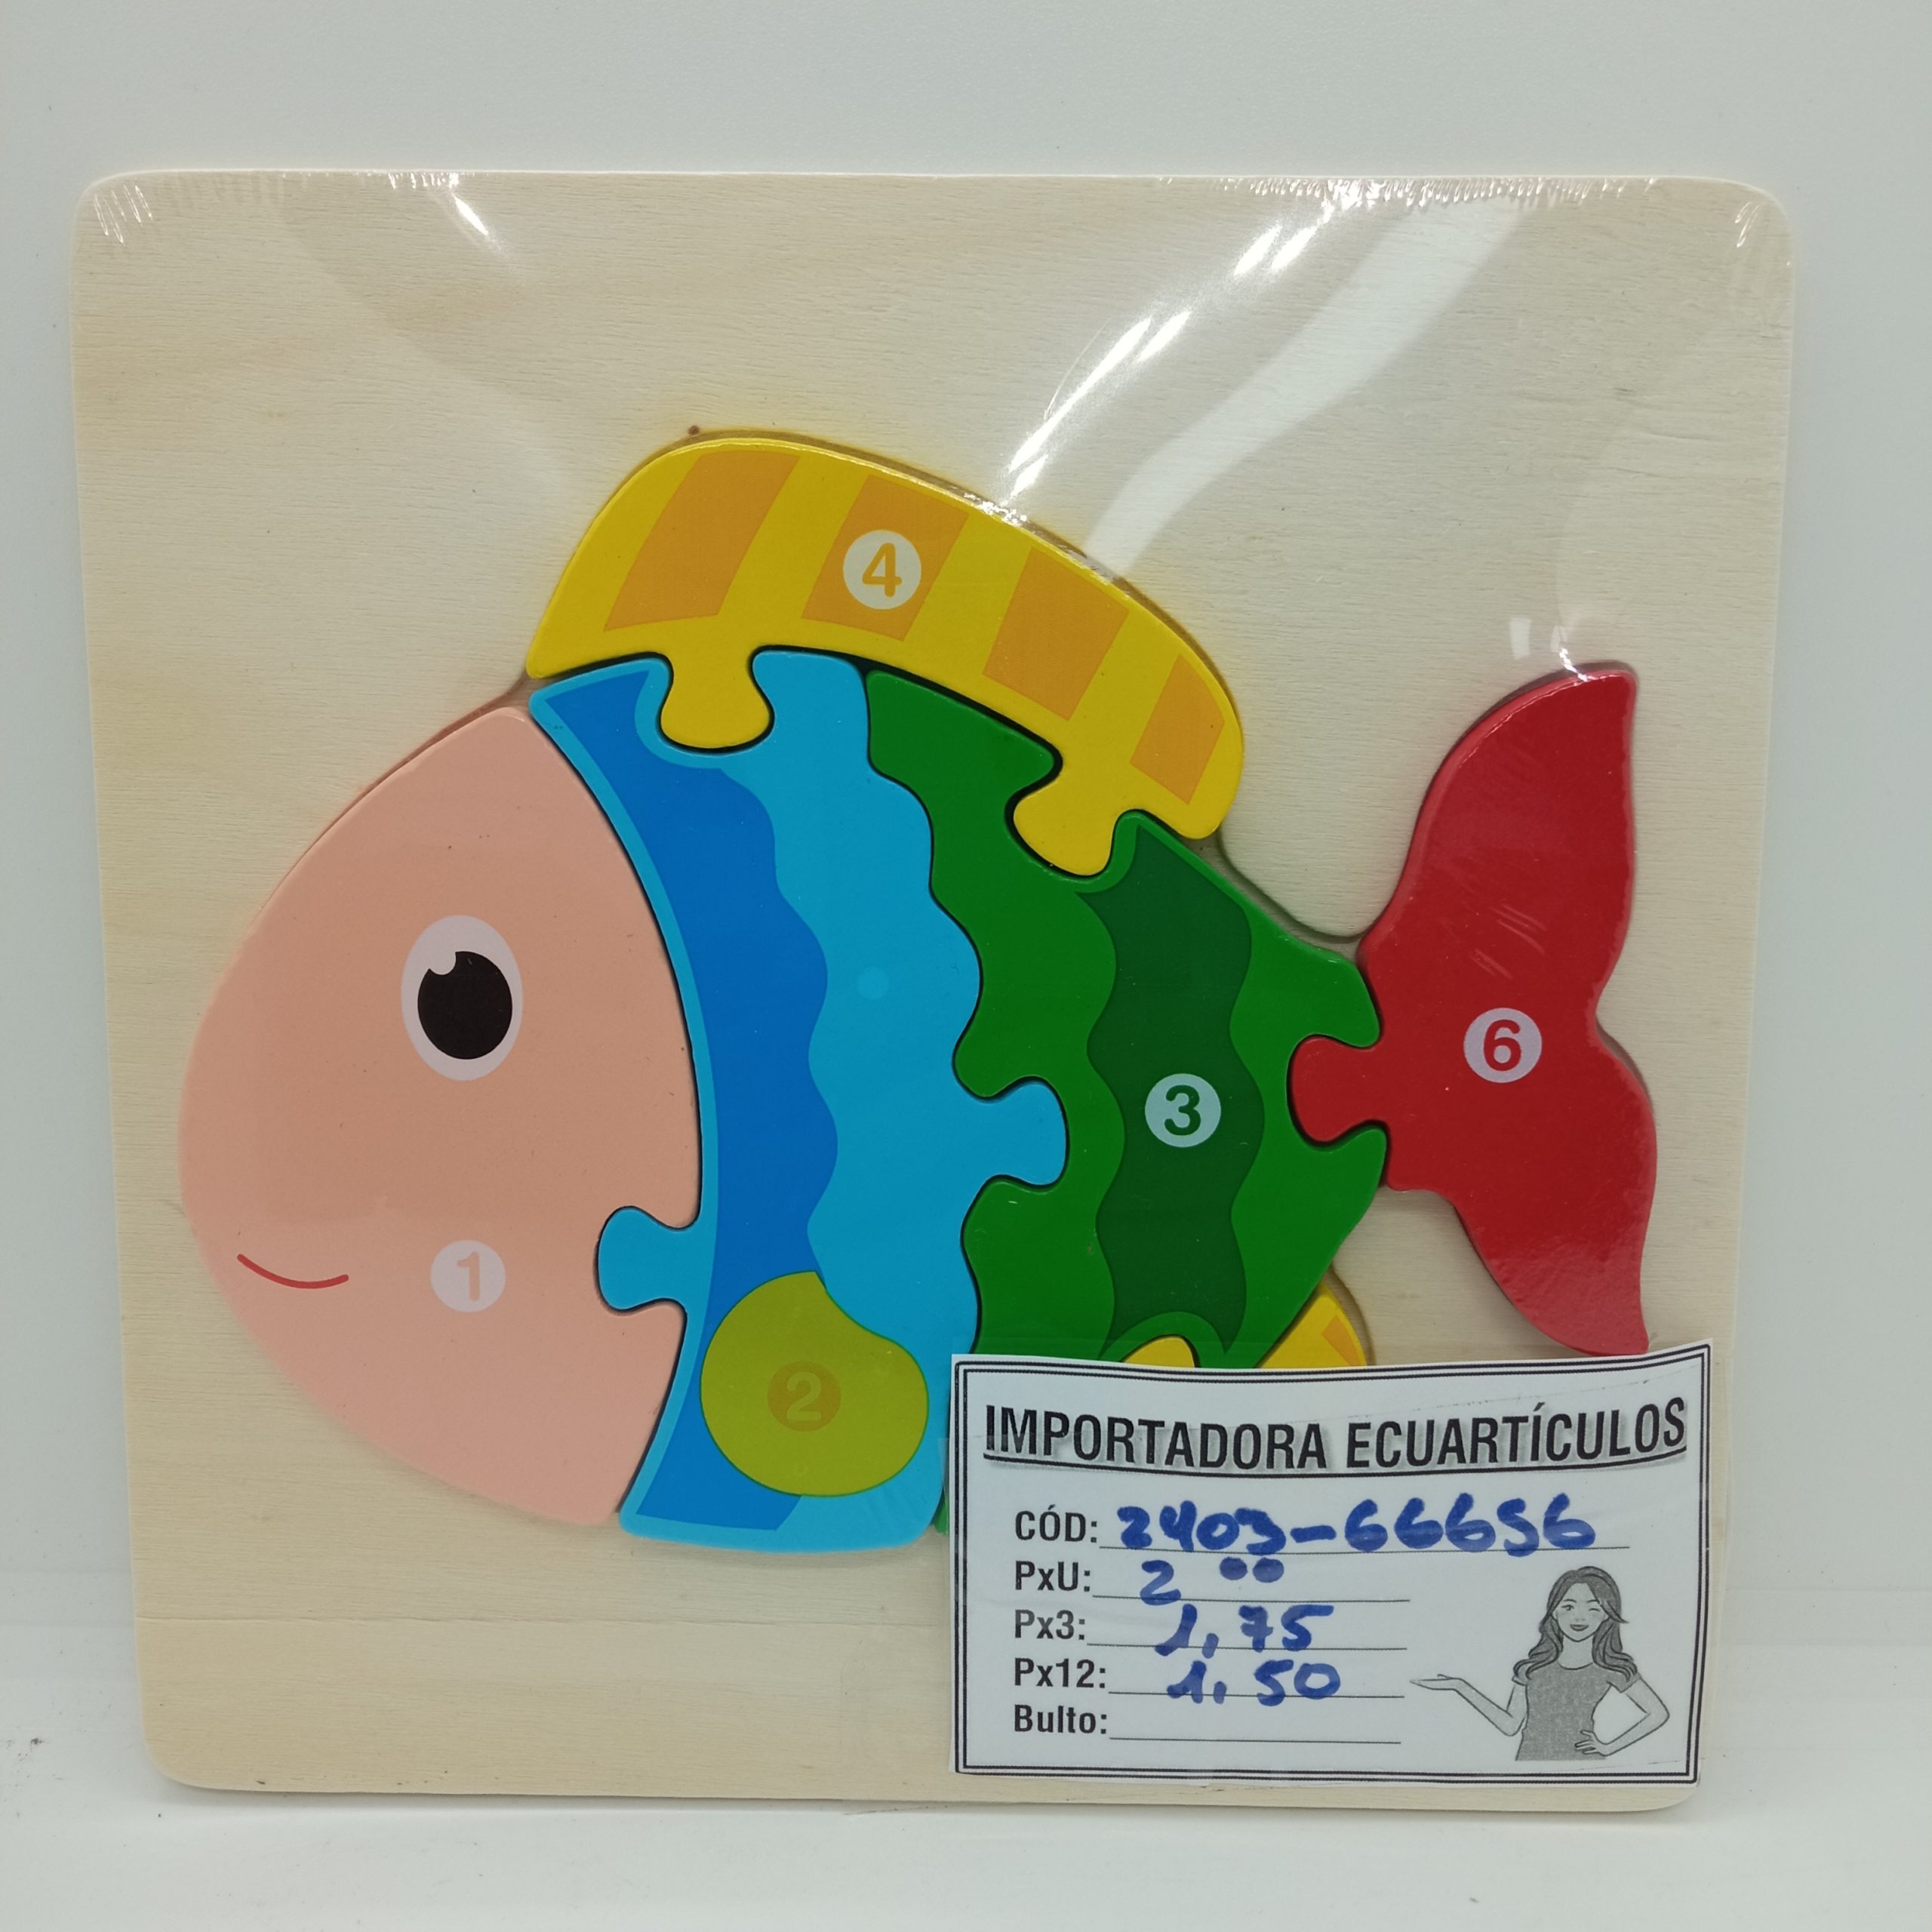 4
6
3
1
2
IMPORTADORA ECUARTÍCULOS
CÓD: 2403-66656
PxU: 2 00
Px3: 1,75
Px12: 1,50
Bulto: